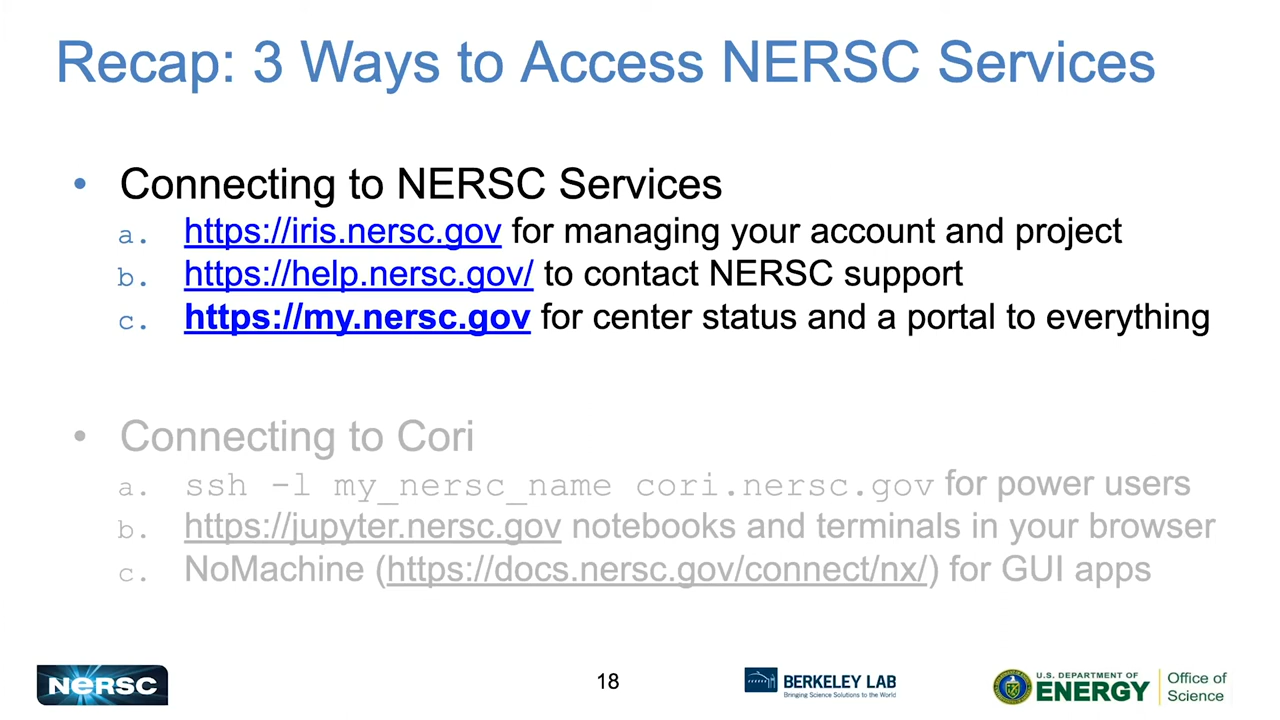 Recap: 3 Ways to Access NERSC Services
• Connecting to NERSC Services
a. https://iris.nersc.gov for managing your account and project
b. https://help.nersc.gov/ to contact NERSC support
c. https://my.nersc.gov for center status and a portal to everything
• Connecting to Cori
a. ssh -l my_nersc_name cori.nersc.gov for power users
b. https://jupyter.nersc.gov notebooks and terminals in your browser
c. NoMachine (https://docs.nersc.gov/connect/nx/) for GUI apps
NERSC
18
BERKELEY LAB
Bringing Science Solutions to the World
U.S. DEPARTMENT OF
ENERGY
Office of
Science